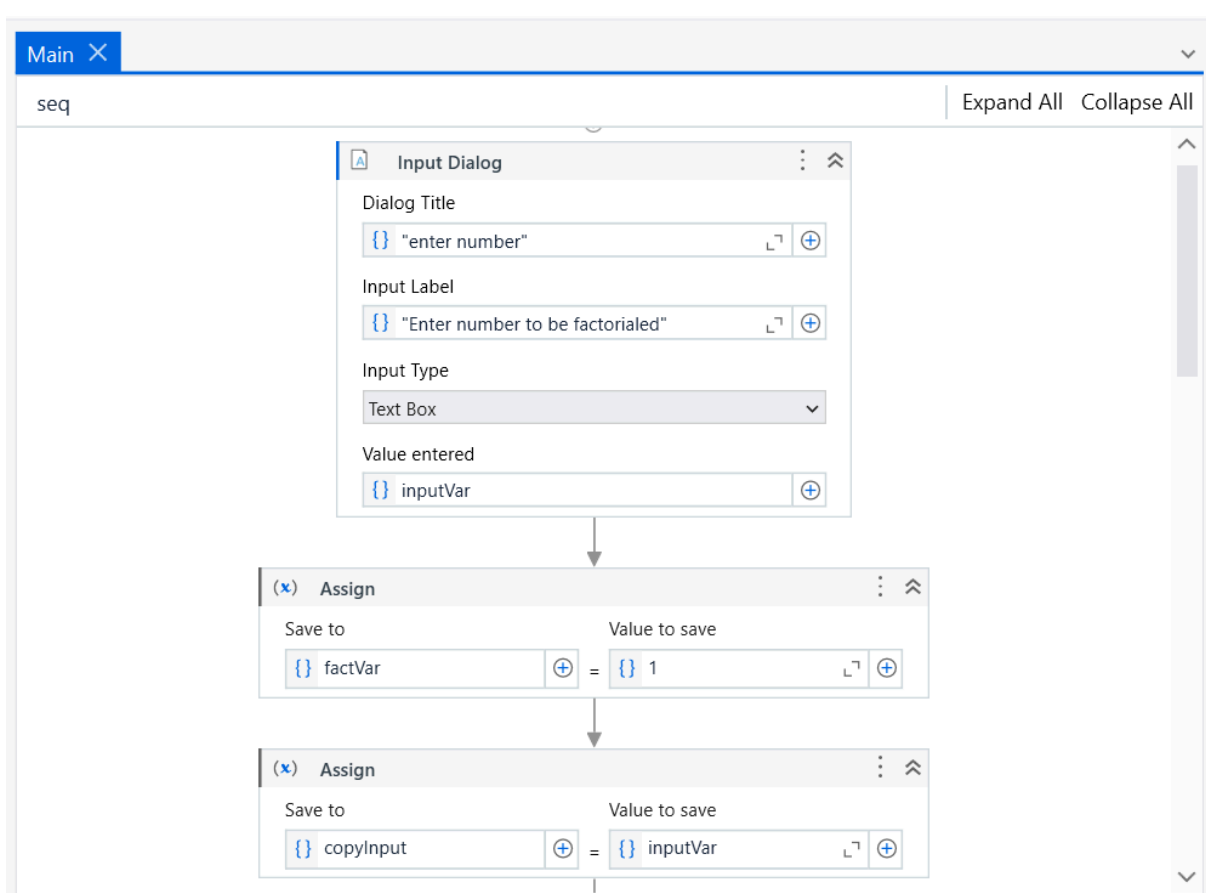 Main
seq Expand All Collapse All
Input Dialog
Dialog Title
{} "enter number"
Input Label
{} "Enter number to be factorialed"
Input Type
Text Box
Value entered
{} inputVar
(x) Assign
Save to Value to save
{} factVar = {} 1
(x) Assign
Save to Value to save
{} copyInput = {} inputVar